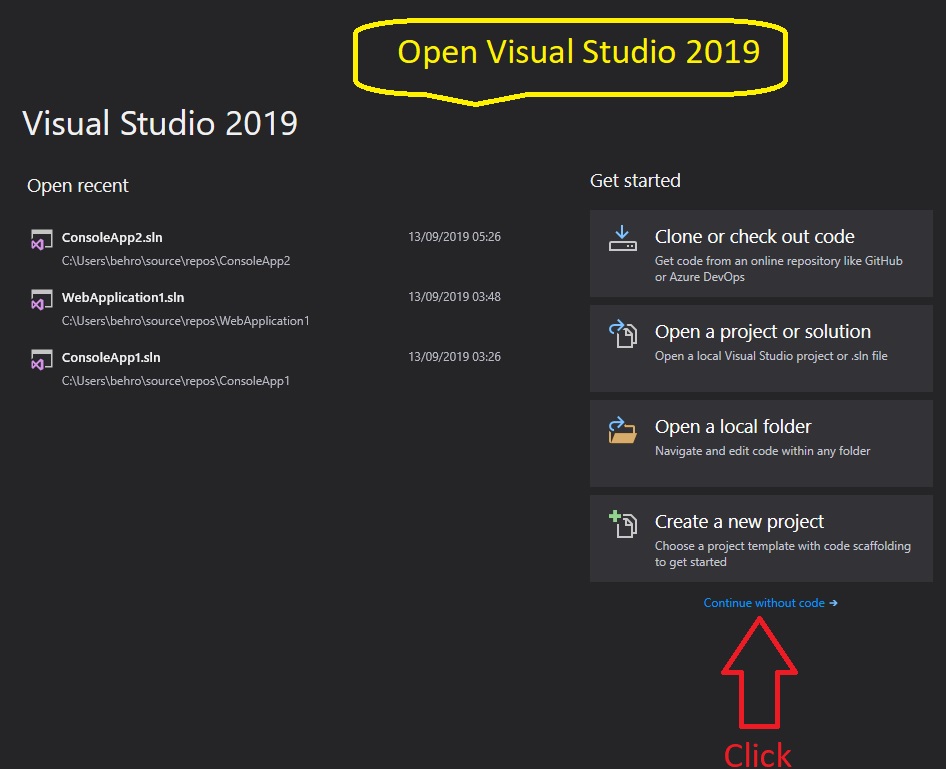 Open Visual Studio 2019
Visual Studio 2019
Open recent
ConsoleApp2.sln 13/09/2019 05:26
C:\Users\behro\source\repos\ConsoleApp2
WebApplication1.sln 13/09/2019 03:48
C:\Users\behro\source\repos\WebApplication1
ConsoleApp1.sln 13/09/2019 03:26
C:\Users\behro\source\repos\ConsoleApp1
Get started
Clone or check out code
Get code from an online repository like GitHub
or Azure DevOps
Open a project or solution
Open a local Visual Studio project or .sln file
Open a local folder
Navigate and edit code within any folder
Create a new project
Choose a project template with code scaffolding
to get started
Continue without code →
Click